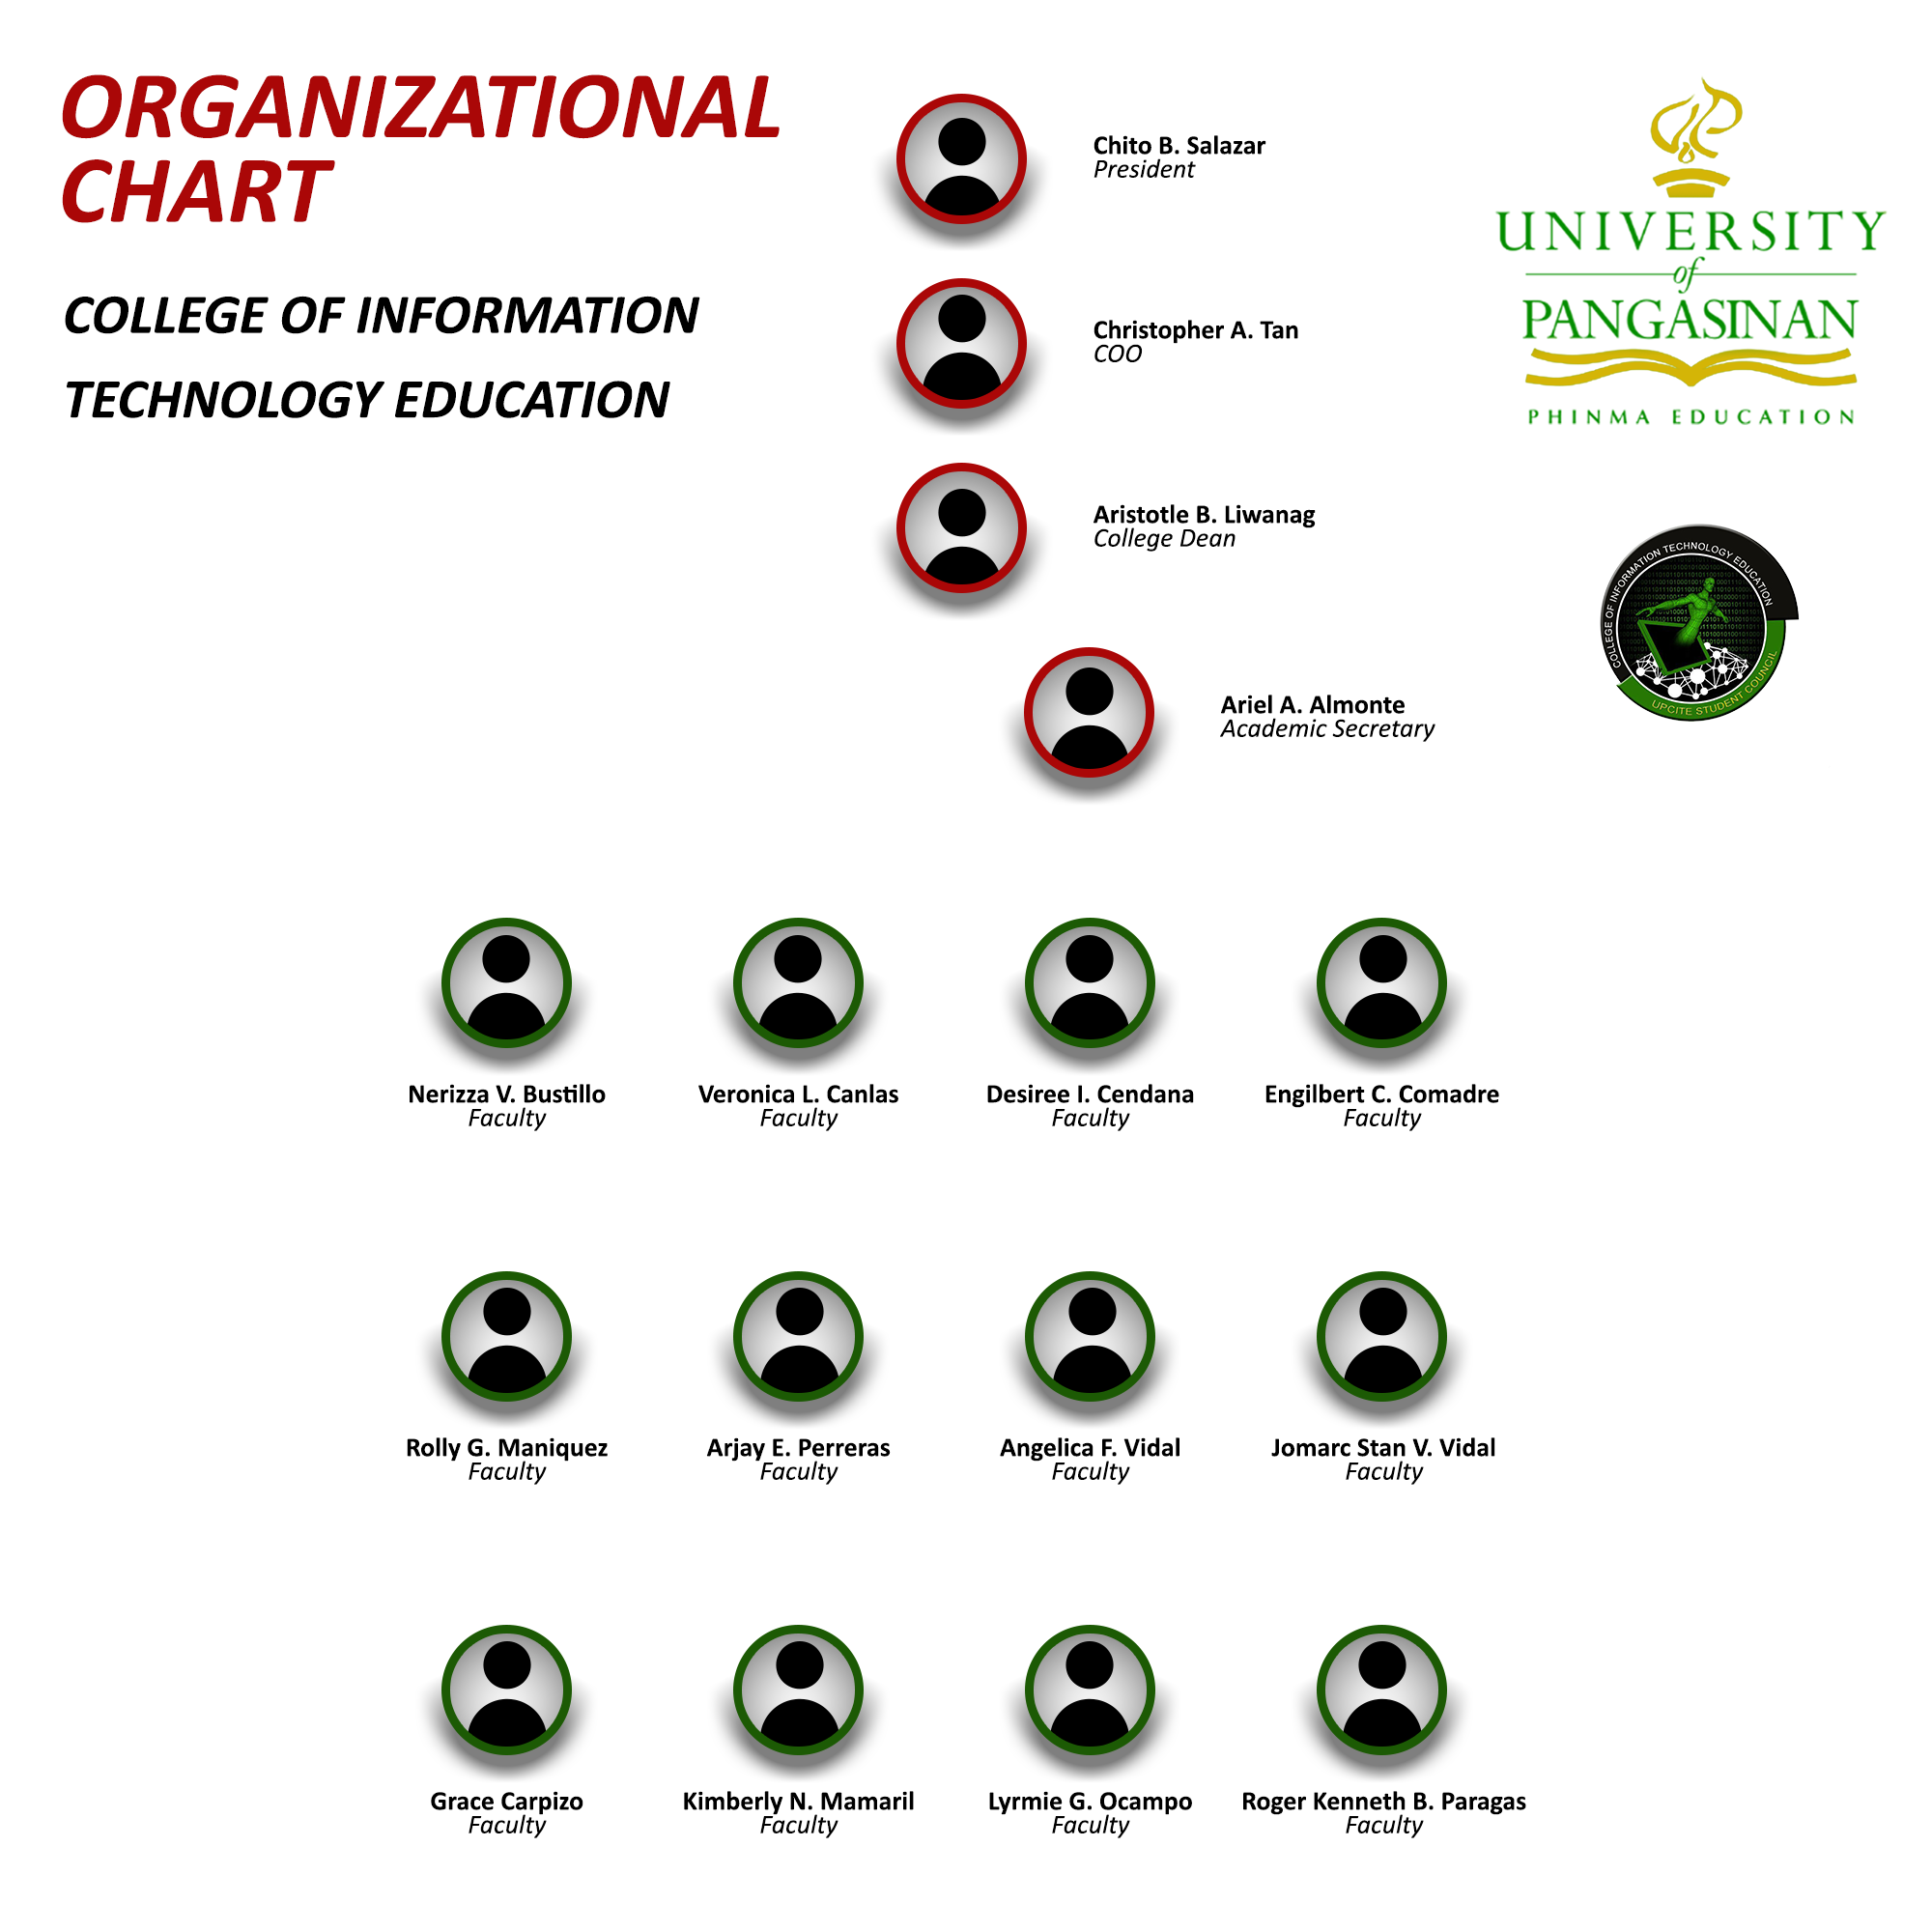 ORGANIZATIONAL
CHART
COLLEGE OF INFORMATION
TECHNOLOGY EDUCATION
Chito B. Salazar
President
Christopher A. Tan
COO
Aristotle B. Liwanag
College Dean
Ariel A. Almonte
Academic Secretary
UNIVERSITY
of
PANGASINAN
PHINMA EDUCATION
COLLEGE OF INFORMATION TECHNOLOGY EDUCATION
UPCITE STUDENT COUNCIL
Nerizza V. Bustillo
Faculty
Veronica L. Canlas
Faculty
Desiree I. Cendana
Faculty
Engilbert C. Comadre
Faculty
Rolly G. Maniquez
Faculty
Arjay E. Perreras
Faculty
Angelica F. Vidal
Faculty
Jomarc Stan V. Vidal
Faculty
Grace Carpizo
Faculty
Kimberly N. Mamaril
Faculty
Lyrmie G. Ocampo
Faculty
Roger Kenneth B. Paragas
Faculty